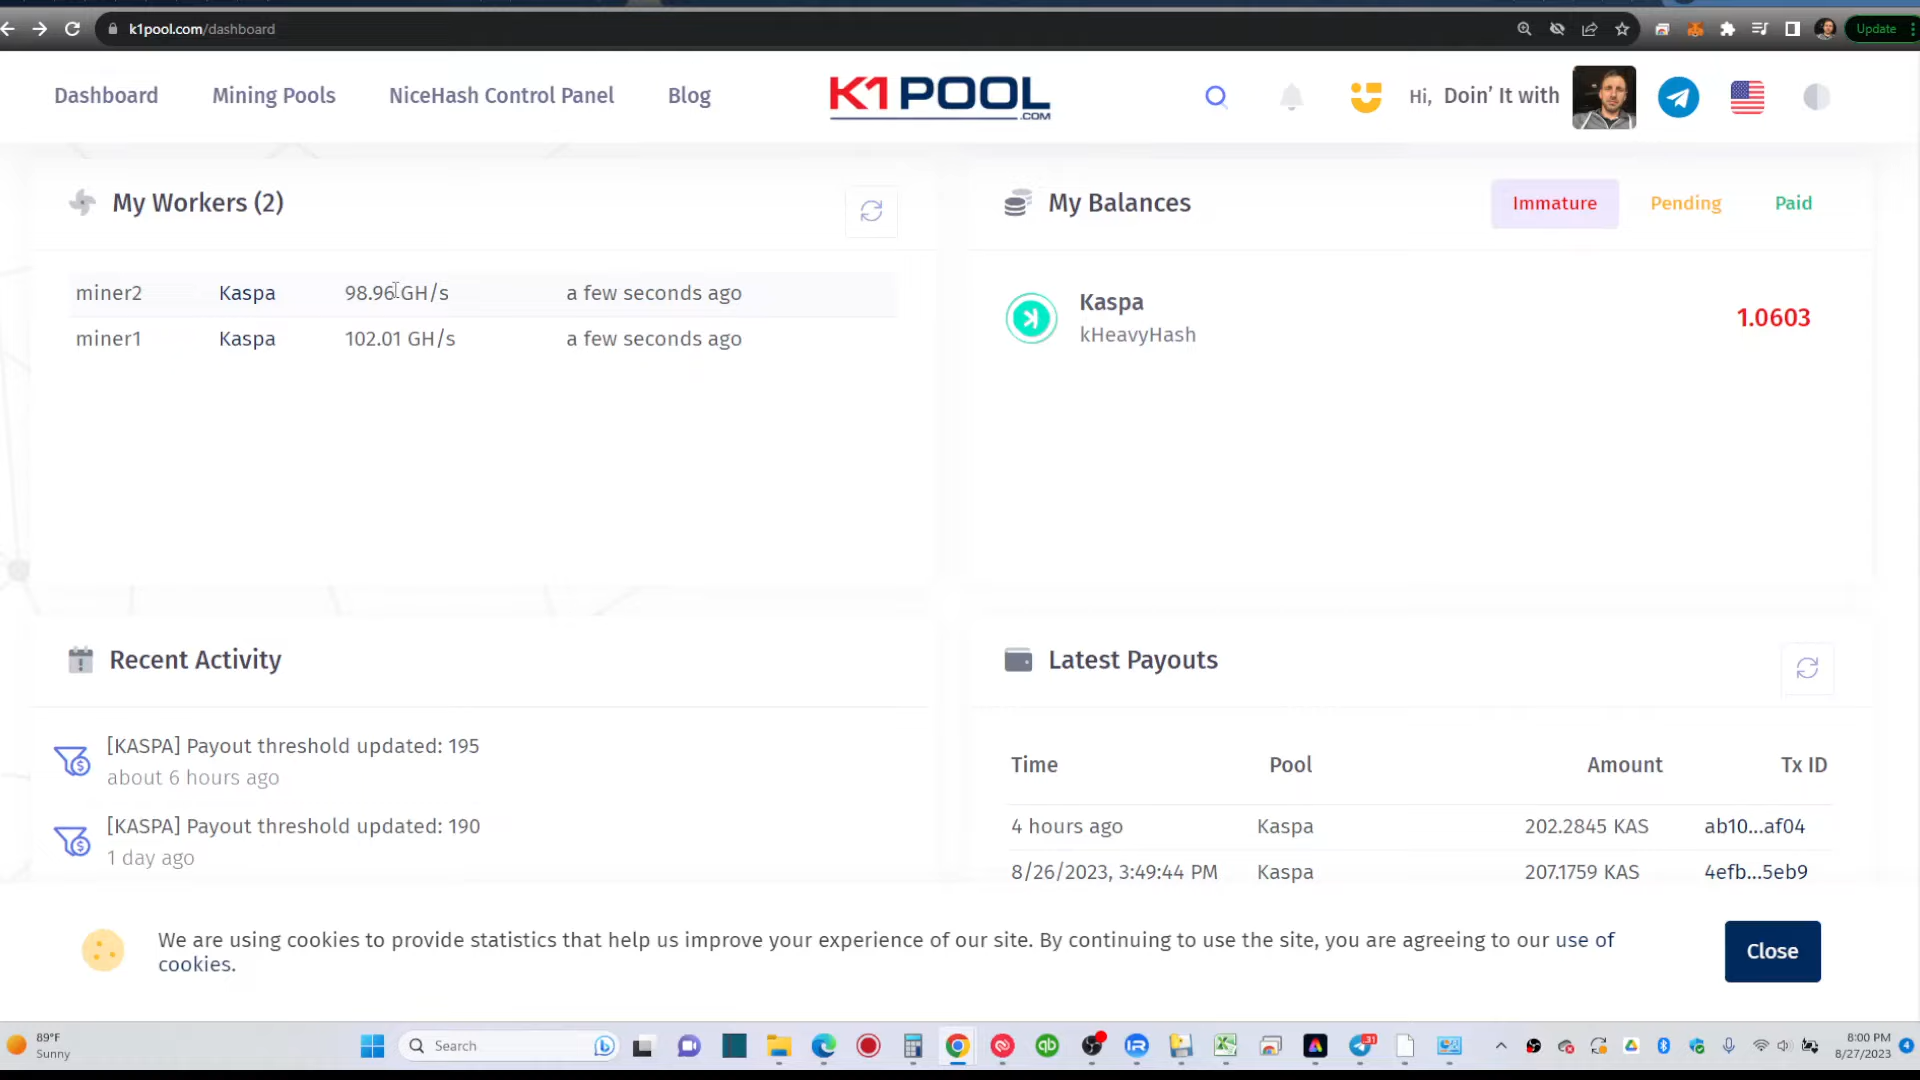 k1pool.com/dashboard
Update
Dashboard
Mining Pools
NiceHash Control Panel
Blog
K1 POOL
.COM
Hi, Doin' It with
My Workers (2)
miner2 Kaspa 98.96 GH/s a few seconds ago
miner1 Kaspa 102.01 GH/s a few seconds ago
My Balances
Immature
Pending
Paid
Kaspa
kHeavyHash
1.0603
Recent Activity
[KASPA] Payout threshold updated: 195
about 6 hours ago
[KASPA] Payout threshold updated: 190
1 day ago
Latest Payouts
Time Pool Amount Tx ID
4 hours ago Kaspa 202.2845 KAS ab10...af04
8/26/2023, 3:49:44 PM Kaspa 207.1759 KAS 4efb...5eb9
We are using cookies to provide statistics that help us improve your experience of our site. By continuing to use the site, you are agreeing to our use of
cookies.
Close
89°F
Sunny
Search
qb
31
8:00 PM
8/27/2023
4